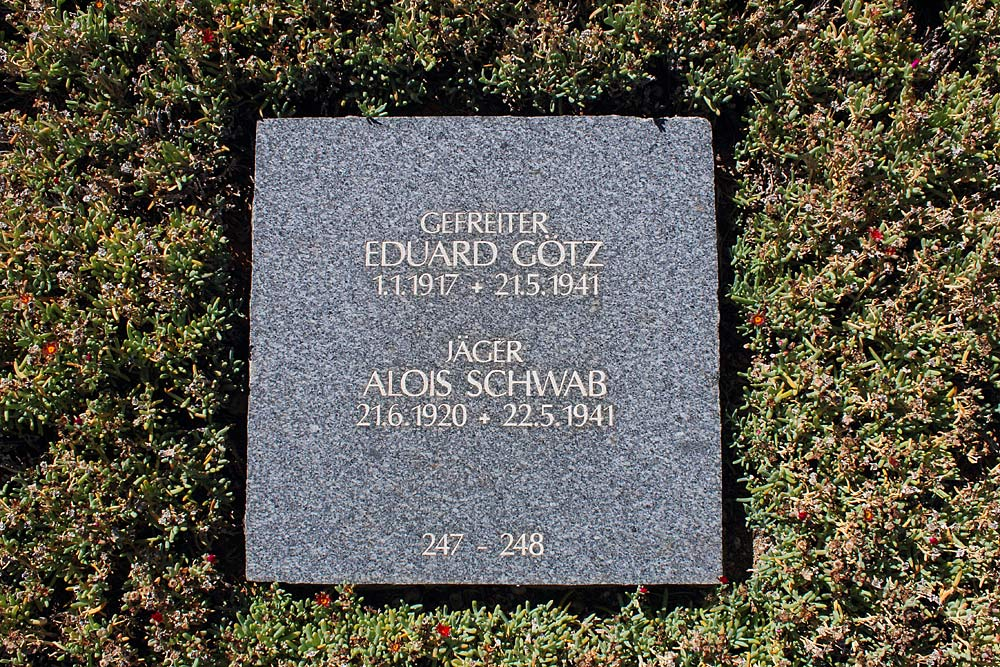 GEFREITER
EDUARD GÖTZ
1.1.1917 + 21.5.1941
JÄGER
ALOIS SCHWAB
21.6.1920 + 22.5.1941
247 - 248